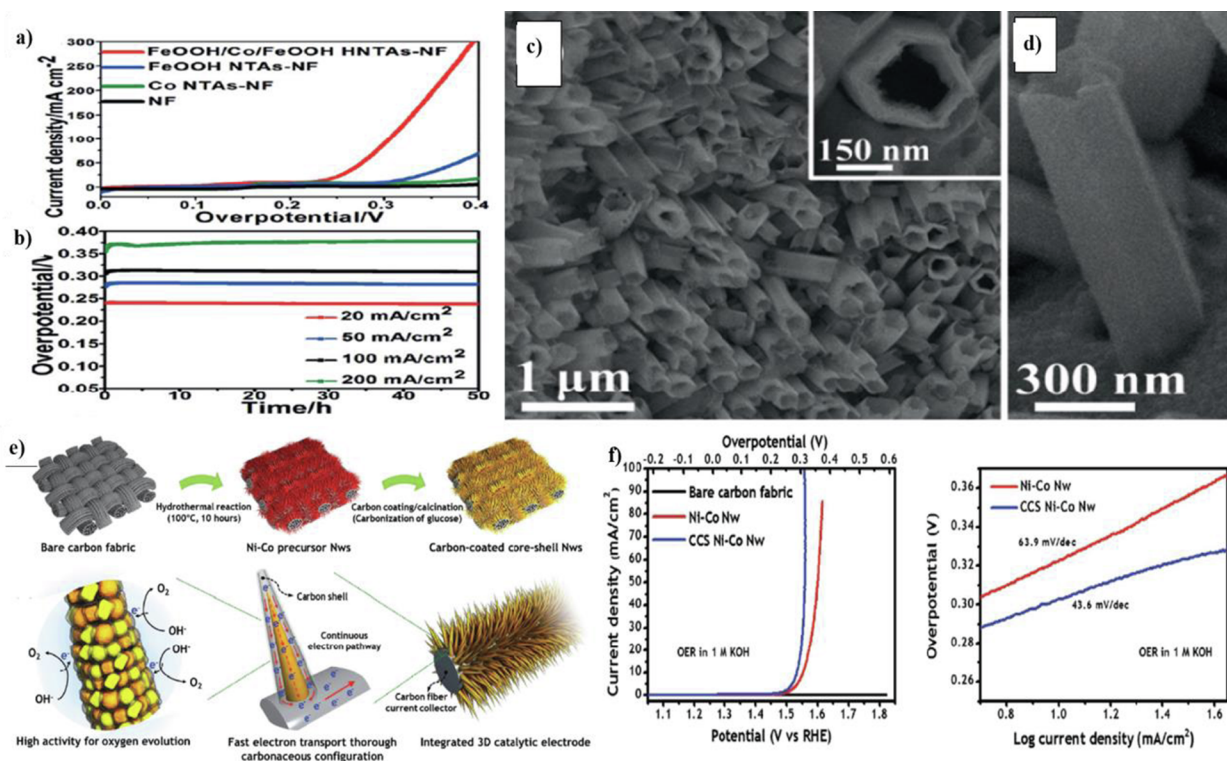 a)
300
250
200
150
100
50
0
Current density/mA cm⁻²
FeOOH/Co/FeOOH HNTAs-NF
FeOOH NTAs-NF
Co NTAs-NF
NF
0.0 0.1 0.2 0.3 0.4
Overpotential/V
b)
0.40
0.35
0.30
0.25
0.20
0.15
0.10
0.05
Overpotential/V
20 mA/cm²
50 mA/cm²
100 mA/cm²
200 mA/cm²
0 10 20 30 40 50
Time/h
c)
150 nm
1 µm
d)
300 nm
e)
Hydrothermal reaction
(100°C, 10 hours)
Carbon coating/calcination
(Carbonization of glucose)
Bare carbon fabric
Ni-Co precursor Nws
Carbon-coated core-shell Nws
O₂
e⁻
OH⁻
O₂
e⁻
OH⁻
OH⁻
e⁻
O₂
Carbon shell
Continuous
electron pathway
Carbon fiber
current collector
High activity for oxygen evolution
Fast electron transport thorough
carbonaceous configuration
Integrated 3D catalytic electrode
f)
Overpotential (V)
-0.2 -0.1 0.0 0.1 0.2 0.3 0.4 0.5 0.6
100
90
80
70
60
50
40
30
20
10
0
Current density (mA/cm²)
Bare carbon fabric
Ni-Co Nw
CCS Ni-Co Nw
OER in 1 M KOH
1.1 1.2 1.3 1.4 1.5 1.6 1.7 1.8
Potential (V vs RHE)
0.36
0.34
0.32
0.30
0.28
0.26
Overpotential (V)
Ni-Co Nw
CCS Ni-Co Nw
63.9 mV/dec
43.6 mV/dec
OER in 1 M KOH
0.8 1.0 1.2 1.4 1.6
Log current density (mA/cm²)